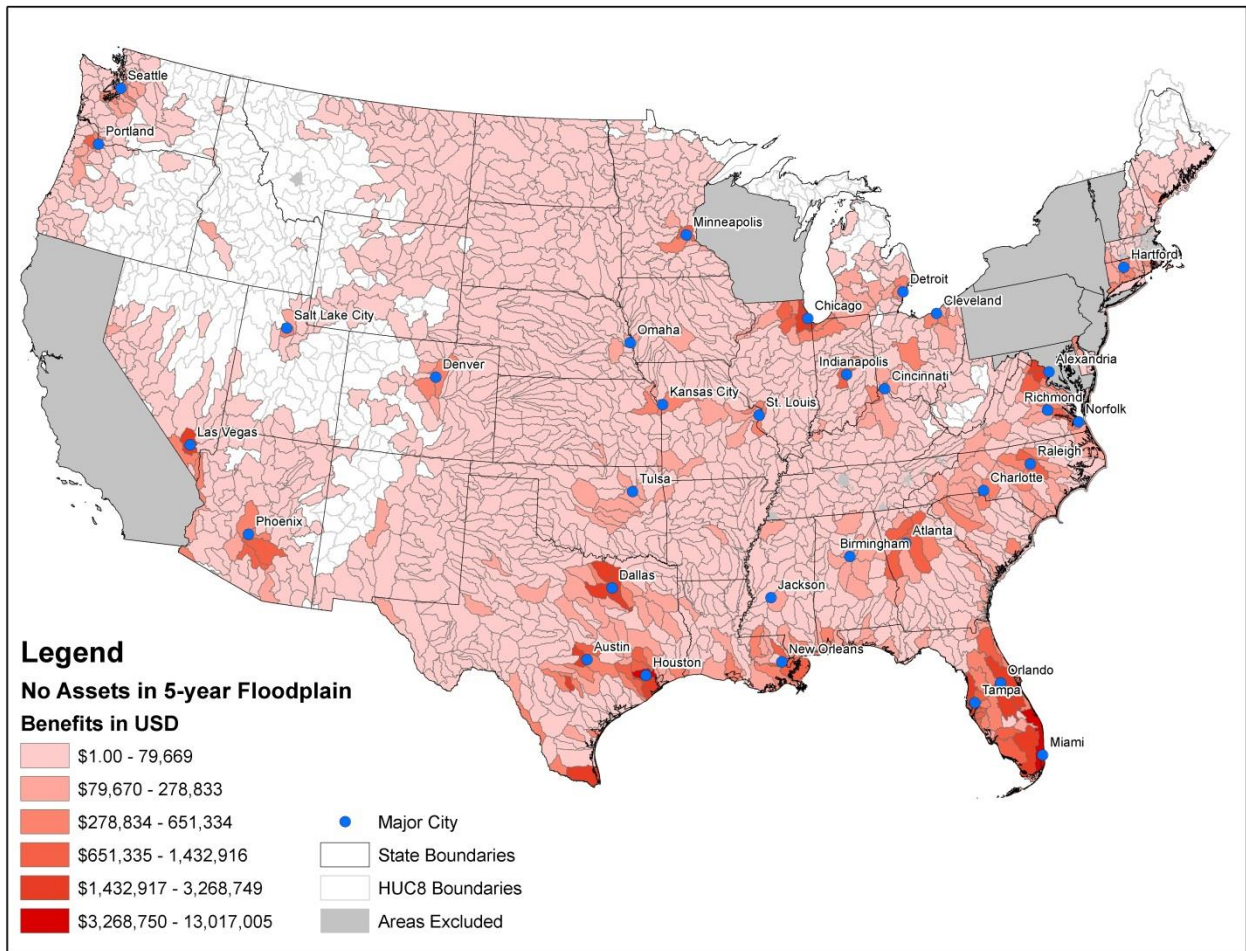 Seattle
Portland
Minneapolis
Hartford
Detroit
Cleveland
Chicago
Salt Lake City
Omaha
Alexandria
Denver
Indianapolis
Cincinnati
Kansas City
St. Louis
Richmond
Norfolk
Las Vegas
Raleigh
Charlotte
Tulsa
Phoenix
Atlanta
Birmingham
Dallas
Jackson
Austin
Houston
New Orleans
Orlando
Tampa
Miami
Legend
No Assets in 5-year Floodplain
Benefits in USD
$1.00 - 79,669
$79,670 - 278,833
$278,834 - 651,334
$651,335 - 1,432,916
$1,432,917 - 3,268,749
$3,268,750 - 13,017,005
Major City
State Boundaries
HUC8 Boundaries
Areas Excluded